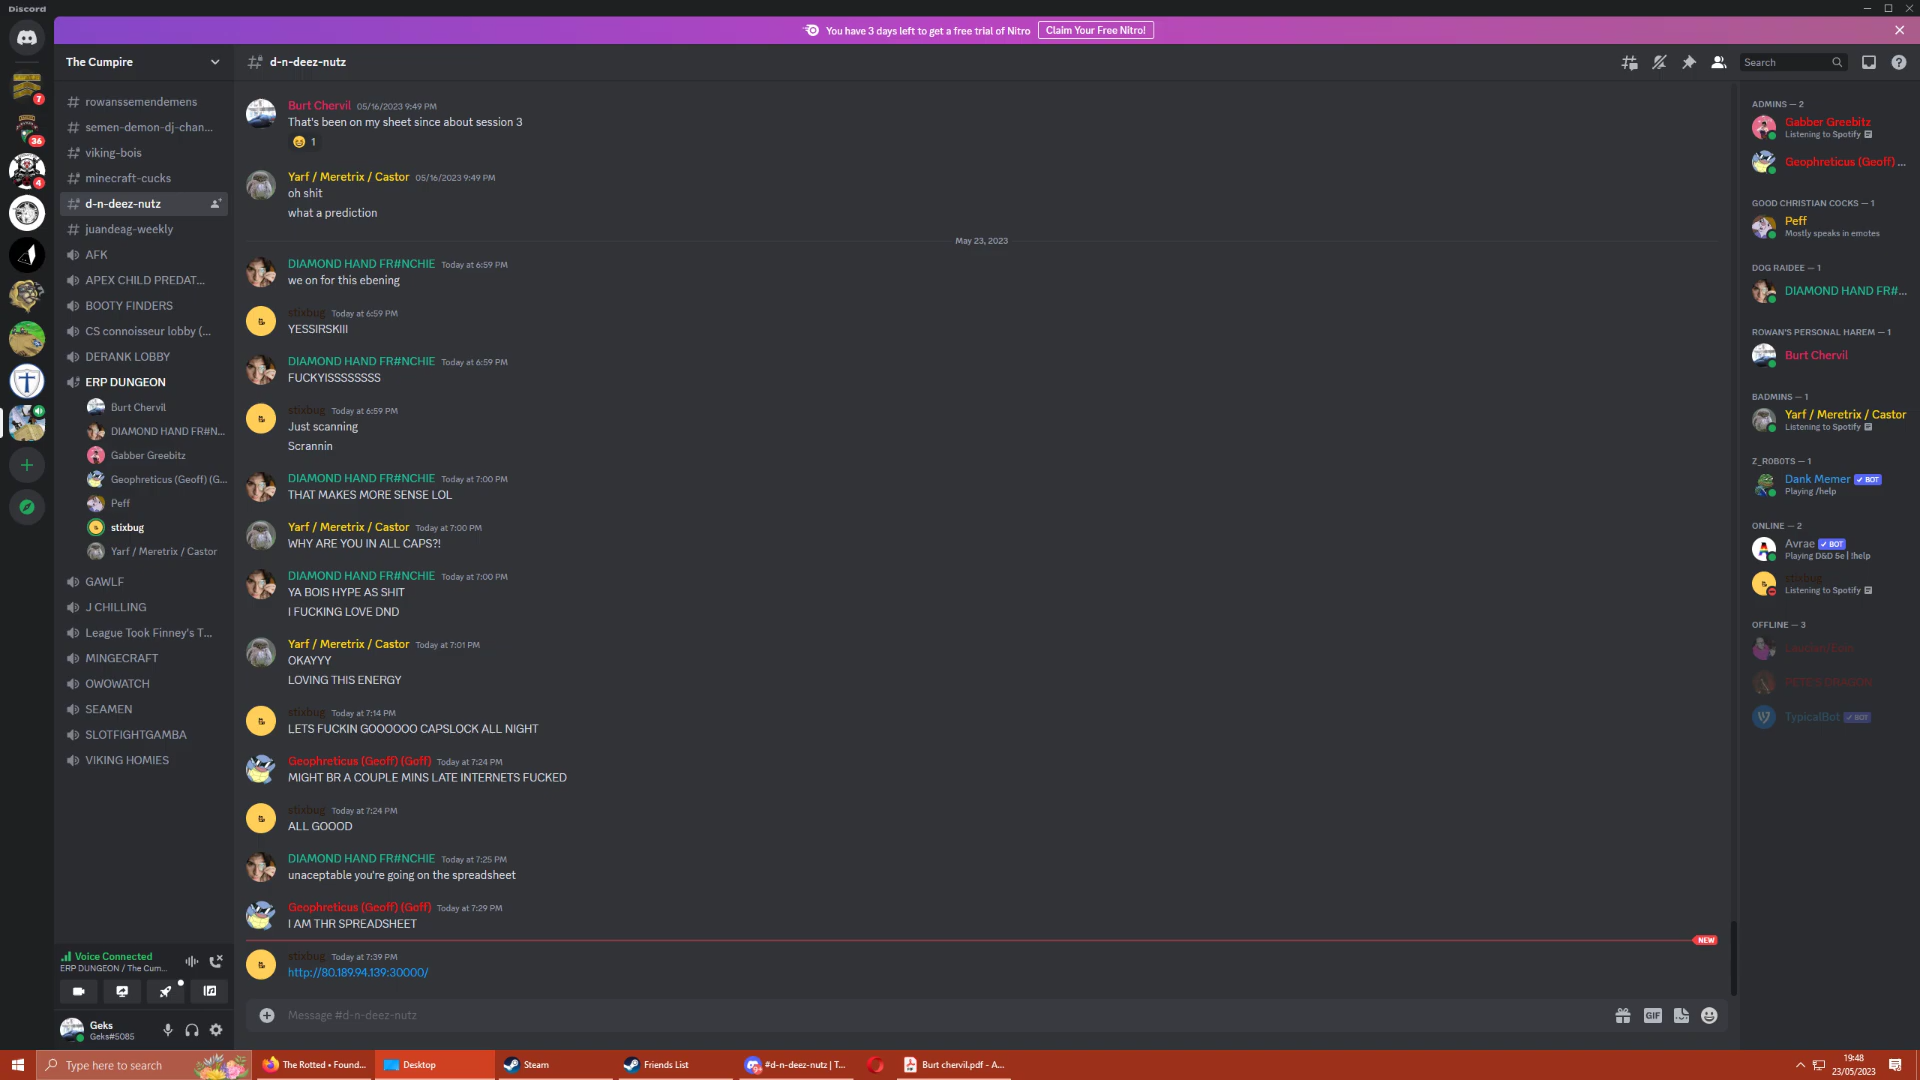 Discord
You have 3 days left to get a free trial of Nitro
Claim Your Free Nitro!
7
36
4
The Cumpire
rowanssemendemens
semen-demon-dj-chan...
viking-bois
minecraft-cucks
d-n-deez-nutz
juandeag-weekly
AFK
APEX CHILD PREDAT...
BOOTY FINDERS
CS connoisseur lobby (...
DERANK LOBBY
ERP DUNGEON
Burt Chervil
DIAMOND HAND FR#N...
Gabber Greebitz
Geophreticus (Geoff) (G...
Peff
stixbug
Yarf / Meretrix / Castor
GAWLF
J CHILLING
League Took Finney's T...
MINGECRAFT
OWOWATCH
SEAMEN
SLOTFIGHTGAMBA
VIKING HOMIES
Voice Connected
ERP DUNGEON / The Cum...
Geks
Geks#5085
d-n-deez-nutz
Search
Burt Chervil 05/16/2023 9:49 PM
That's been on my sheet since about session 3
1
Yarf / Meretrix / Castor 05/16/2023 9:49 PM
oh shit
what a prediction
May 23, 2023
DIAMOND HAND FR#NCHIE Today at 6:59 PM
we on for this ebening
stixbug Today at 6:59 PM
YESSIRSKIII
DIAMOND HAND FR#NCHIE Today at 6:59 PM
FUCKYISSSSSSSS
stixbug Today at 6:59 PM
Just scanning
Scrannin
DIAMOND HAND FR#NCHIE Today at 7:00 PM
THAT MAKES MORE SENSE LOL
Yarf / Meretrix / Castor Today at 7:00 PM
WHY ARE YOU IN ALL CAPS?!
DIAMOND HAND FR#NCHIE Today at 7:00 PM
YA BOIS HYPE AS SHIT
I FUCKING LOVE DND
Yarf / Meretrix / Castor Today at 7:01 PM
OKAYYY
LOVING THIS ENERGY
stixbug Today at 7:14 PM
LETS FUCKIN GOOOOOO CAPSLOCK ALL NIGHT
Geophreticus (Geoff) (Goff) Today at 7:24 PM
MIGHT BR A COUPLE MINS LATE INTERNETS FUCKED
stixbug Today at 7:24 PM
ALL GOOOD
DIAMOND HAND FR#NCHIE Today at 7:25 PM
unaceptable you're going on the spreadsheet
Geophreticus (Geoff) (Goff) Today at 7:29 PM
I AM THR SPREADSHEET
NEW
stixbug Today at 7:39 PM
http://80.189.94.139:30000/
Message #d-n-deez-nutz
GIF
ADMINS — 2
Gabber Greebitz
Listening to Spotify
Geophreticus (Geoff) ...
GOOD CHRISTIAN COCKS — 1
Peff
Mostly speaks in emotes
DOG RAIDEE — 1
DIAMOND HAND FR#...
ROWAN'S PERSONAL HAREM — 1
Burt Chervil
BADMINS — 1
Yarf / Meretrix / Castor
Listening to Spotify
Z_ROBOTS — 1
Dank Memer BOT
Playing /help
ONLINE — 2
Avrae BOT
Playing D&D 5e | !help
stixbug
Listening to Spotify
OFFLINE — 3
PETE'S DRAGON
TypicalBot BOT
Type here to search
The Rotted • Found...
Desktop
Steam
Friends List
#d-n-deez-nutz | T...
Burt chervil.pdf - A...
19:48
23/05/2023